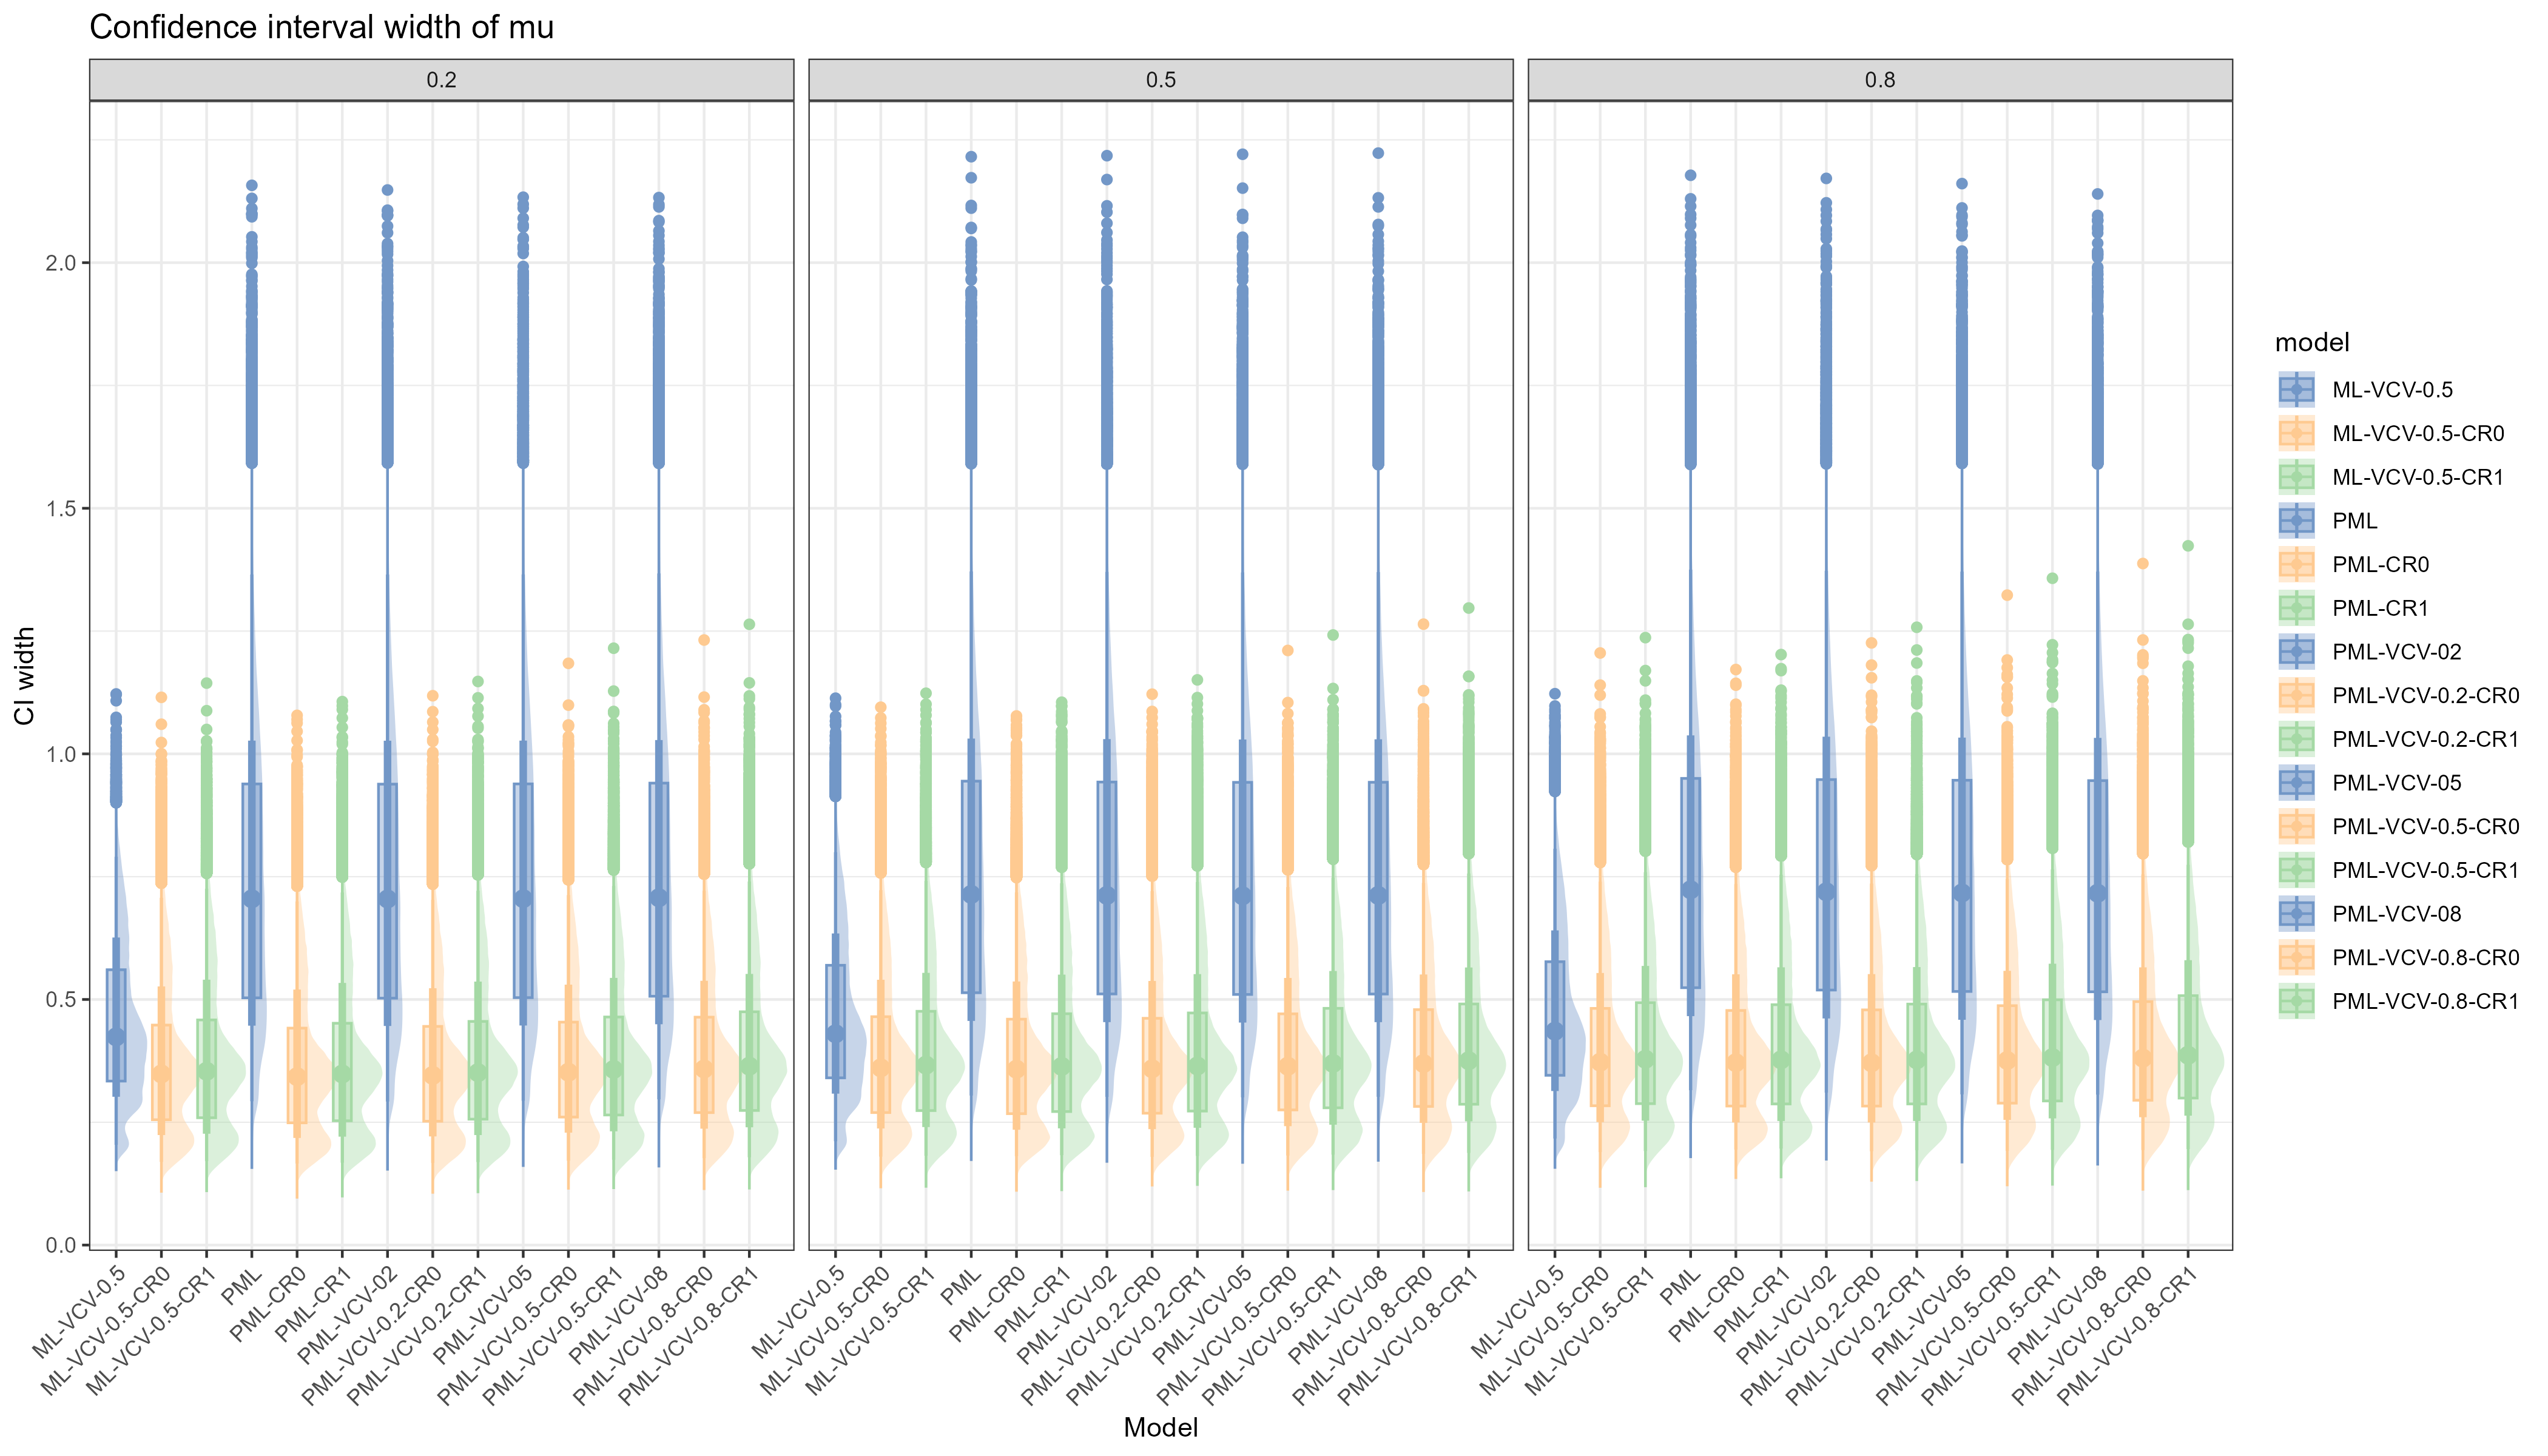 Confidence interval width of mu
0.2
0.5
0.8
CI width
2.0
1.5
1.0
0.5
0.0
ML-VCV-0.5
ML-VCV-0.5-CR0
ML-VCV-0.5-CR1
PML
PML-CR0
PML-CR1
PML-VCV-02
PML-VCV-0.2-CR0
PML-VCV-0.2-CR1
PML-VCV-05
PML-VCV-0.5-CR0
PML-VCV-0.5-CR1
PML-VCV-08
PML-VCV-0.8-CR0
PML-VCV-0.8-CR1
ML-VCV-0.5
ML-VCV-0.5-CR0
ML-VCV-0.5-CR1
PML
PML-CR0
PML-CR1
PML-VCV-02
PML-VCV-0.2-CR0
PML-VCV-0.2-CR1
PML-VCV-05
PML-VCV-0.5-CR0
PML-VCV-0.5-CR1
PML-VCV-08
PML-VCV-0.8-CR0
PML-VCV-0.8-CR1
ML-VCV-0.5
ML-VCV-0.5-CR0
ML-VCV-0.5-CR1
PML
PML-CR0
PML-CR1
PML-VCV-02
PML-VCV-0.2-CR0
PML-VCV-0.2-CR1
PML-VCV-05
PML-VCV-0.5-CR0
PML-VCV-0.5-CR1
PML-VCV-08
PML-VCV-0.8-CR0
PML-VCV-0.8-CR1
Model
model
ML-VCV-0.5
ML-VCV-0.5-CR0
ML-VCV-0.5-CR1
PML
PML-CR0
PML-CR1
PML-VCV-02
PML-VCV-0.2-CR0
PML-VCV-0.2-CR1
PML-VCV-05
PML-VCV-0.5-CR0
PML-VCV-0.5-CR1
PML-VCV-08
PML-VCV-0.8-CR0
PML-VCV-0.8-CR1